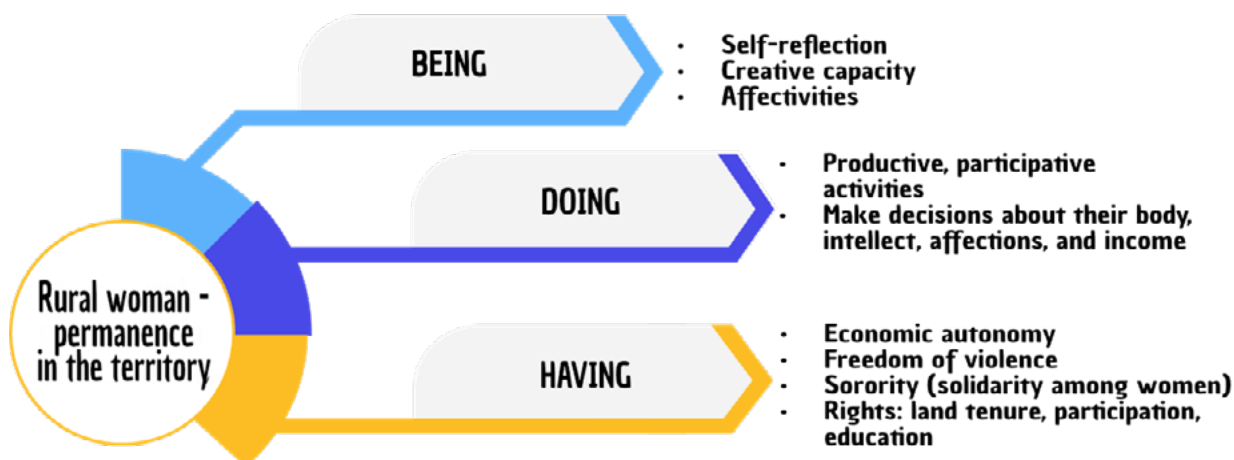 Rural woman -
permanence
in the territory
BEING
· Self-reflection
· Creative capacity
· Affectivities
DOING
· Productive, participative
activities
· Make decisions about their body,
intellect, affections, and income
HAVING
· Economic autonomy
· Freedom of violence
· Sorority (solidarity among women)
· Rights: land tenure, participation,
education